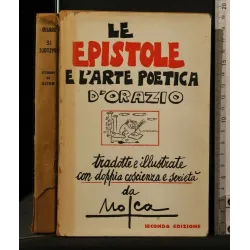 LE
EPISTOLE
E L'ARTE POETICA
D'ORAZIO
tradotte e illustrate
con doppia coscienza e serietà
da
Mosca
SECONDA EDIZIONE